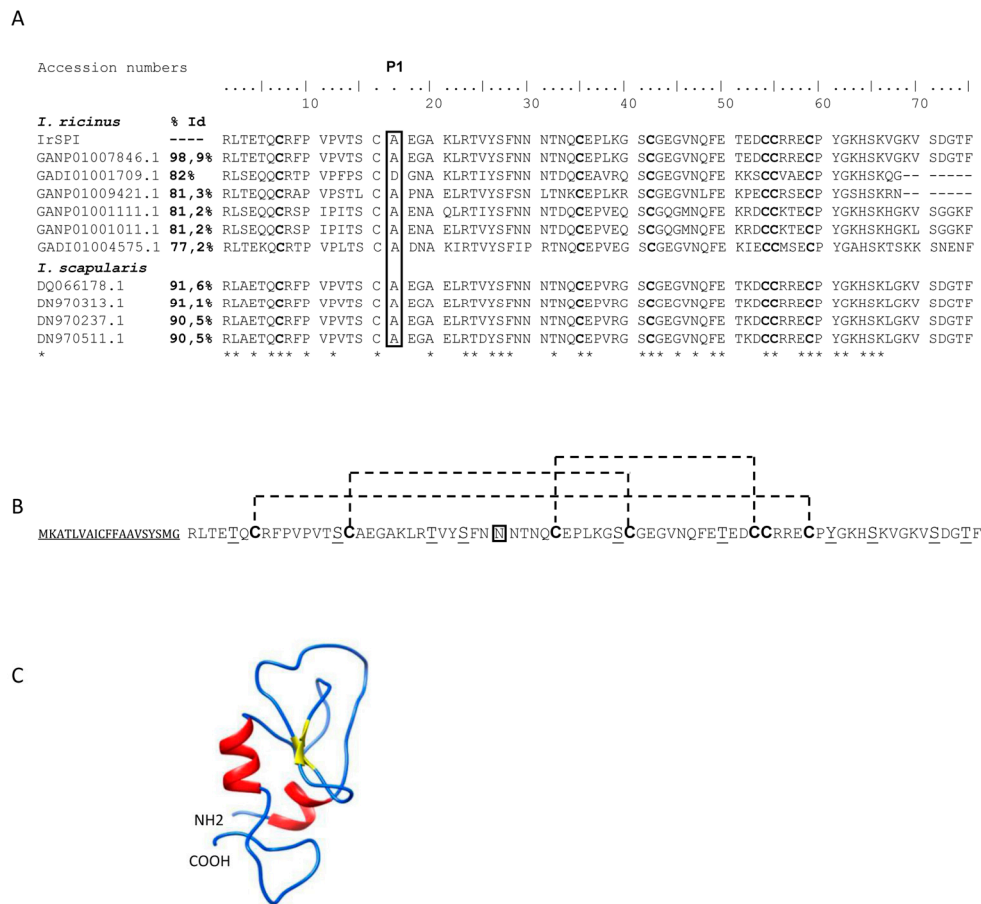 A
Accession numbers P1
....|....|....|....|....|....|....|....|....|....|....|....|....|....|....|
10 20 30 40 50 60 70
I. ricinus % Id
IrSPI ---- RLTETQCRFP VPVTS C A EGA AKLRTVYSFNN NTNQCEPLKG SCGEGVNQFE TEDCCRRECP YGKHSKVGKV SDGTF
GANP01007846.1 98,9% RLTETQCRFP VPVTS C A EGA AKLRTVYSFNN NTNQCEPLKG SCGEGVNQFE TEDCCRRECP YGKHSKVGKV SDGTF
GADI01001709.1 82% RLSEQQCRTP VPFPS C D GNA AKLRTIYSFNN NTDQCEAVRQ SCGEGVNQFE EKKSCCVAECP YGKHSKQG-- -----
GANP01009421.1 81,3% RLTEQQCRAP VPSTL C A PNA ELRTVYSFSN LTNKCEPLKR SCGEGVNLFE KPECCRTECP YGKHSKRN-- -----
GANP01001111.1 81,2% RLSEQQCRSP IPITS C A ENA QLRTIYSFSN NTDQCEPVEQ SCGQGMNQFE KRDCCKTECP YGKHSKHGKV SGGKF
GANP01001011.1 81,2% RLSEQQCRSP IPITS C A ENA ELRTVYSFNN NTDQCEPVEQ SCGQGMNQFE KRDCCKTECP YGKHSKHGKL SGGKF
GADI01004575.1 77,2% RLTEKQCRTP VPLTS C A DNA KIRTVYSFIP RTNQCEPVEG SCGEGVNQFE KIECCMSECP YGAHSKTSKK SNENF
I. scapularis
DQ066178.1 91,6% RLAETQCRFP VPVTS C A EGA ELRTVYSFNN NTNQCEPVRG SCGEGVNQFE TKDCCRRECP YGKHSKLGKV SDGTF
DN970313.1 91,1% RLAETQCRFP VPVTS C A EGA ELRTVYSFNN NTNQCEPVRG SCGEGVNQFE TKDCCRRECP YGKHSKLGKV SDGTF
DN970237.1 90,5% RLAETQCRFP VPVTS C A EGA ELRTVYSFNN NTNQCEPVRG SCGEGVNQFE TKDCCRRECP YGKHSKLGKV SDGTF
DN970511.1 90,5% RLAETQCRFP VPVTS C A EGA ELRTDYSFNN NTNQCEPVRG SCGEGVNQFE TKDCCRRECP YGKHSKLGKV SDGTF
* ** * *** * * * * ** *** * ** *** * * ** ** ** * ** ***
B MKATLVAICFFAAVSYSMG RLTETQCRFPVPVTSCAEGAKLRTVYSFNNNTNQCEPLKGSCGEGVNQFETEDCCRRECPYGKHSKVGKVSDGTF
C
NH2
COOH